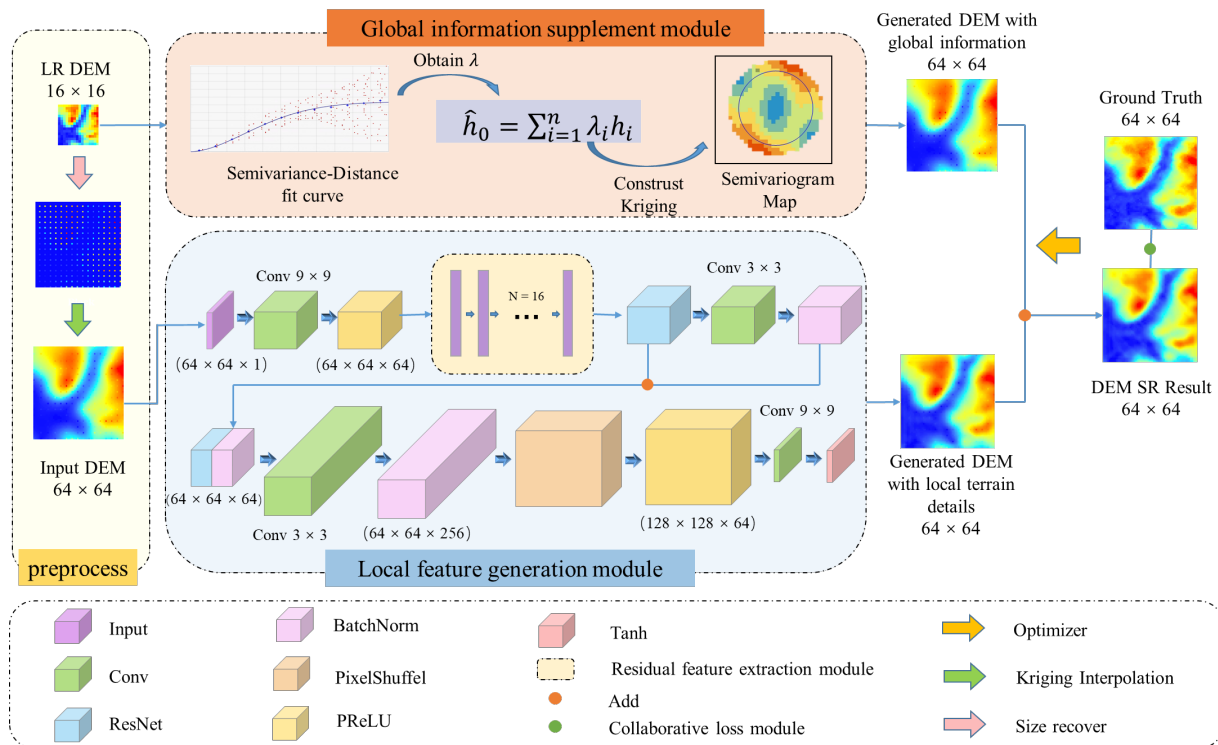 Global information supplement module
LR DEM
16 × 16
Obtain λ
ĥ₀ = ∑ⁿᵢ₌₁ λᵢhᵢ
Semivariance-Distance
fit curve
Construst
Kriging
Semivariogram
Map
Generated DEM with
global information
64 × 64
Ground Truth
64 × 64
Input DEM
64 × 64
preprocess
Conv 9 × 9
(64 × 64 × 1)
(64 × 64 × 64)
N = 16
...
Conv 3 × 3
(64 × 64 × 64)
Conv 3 × 3
(64 × 64 × 256)
(128 × 128 × 64)
Conv 9 × 9
Local feature generation module
Generated DEM
with local terrain
details
64 × 64
DEM SR Result
64 × 64
Input
Conv
ResNet
BatchNorm
PixelShuffel
PReLU
Tanh
Residual feature extraction module
Add
Collaborative loss module
Optimizer
Kriging Interpolation
Size recover